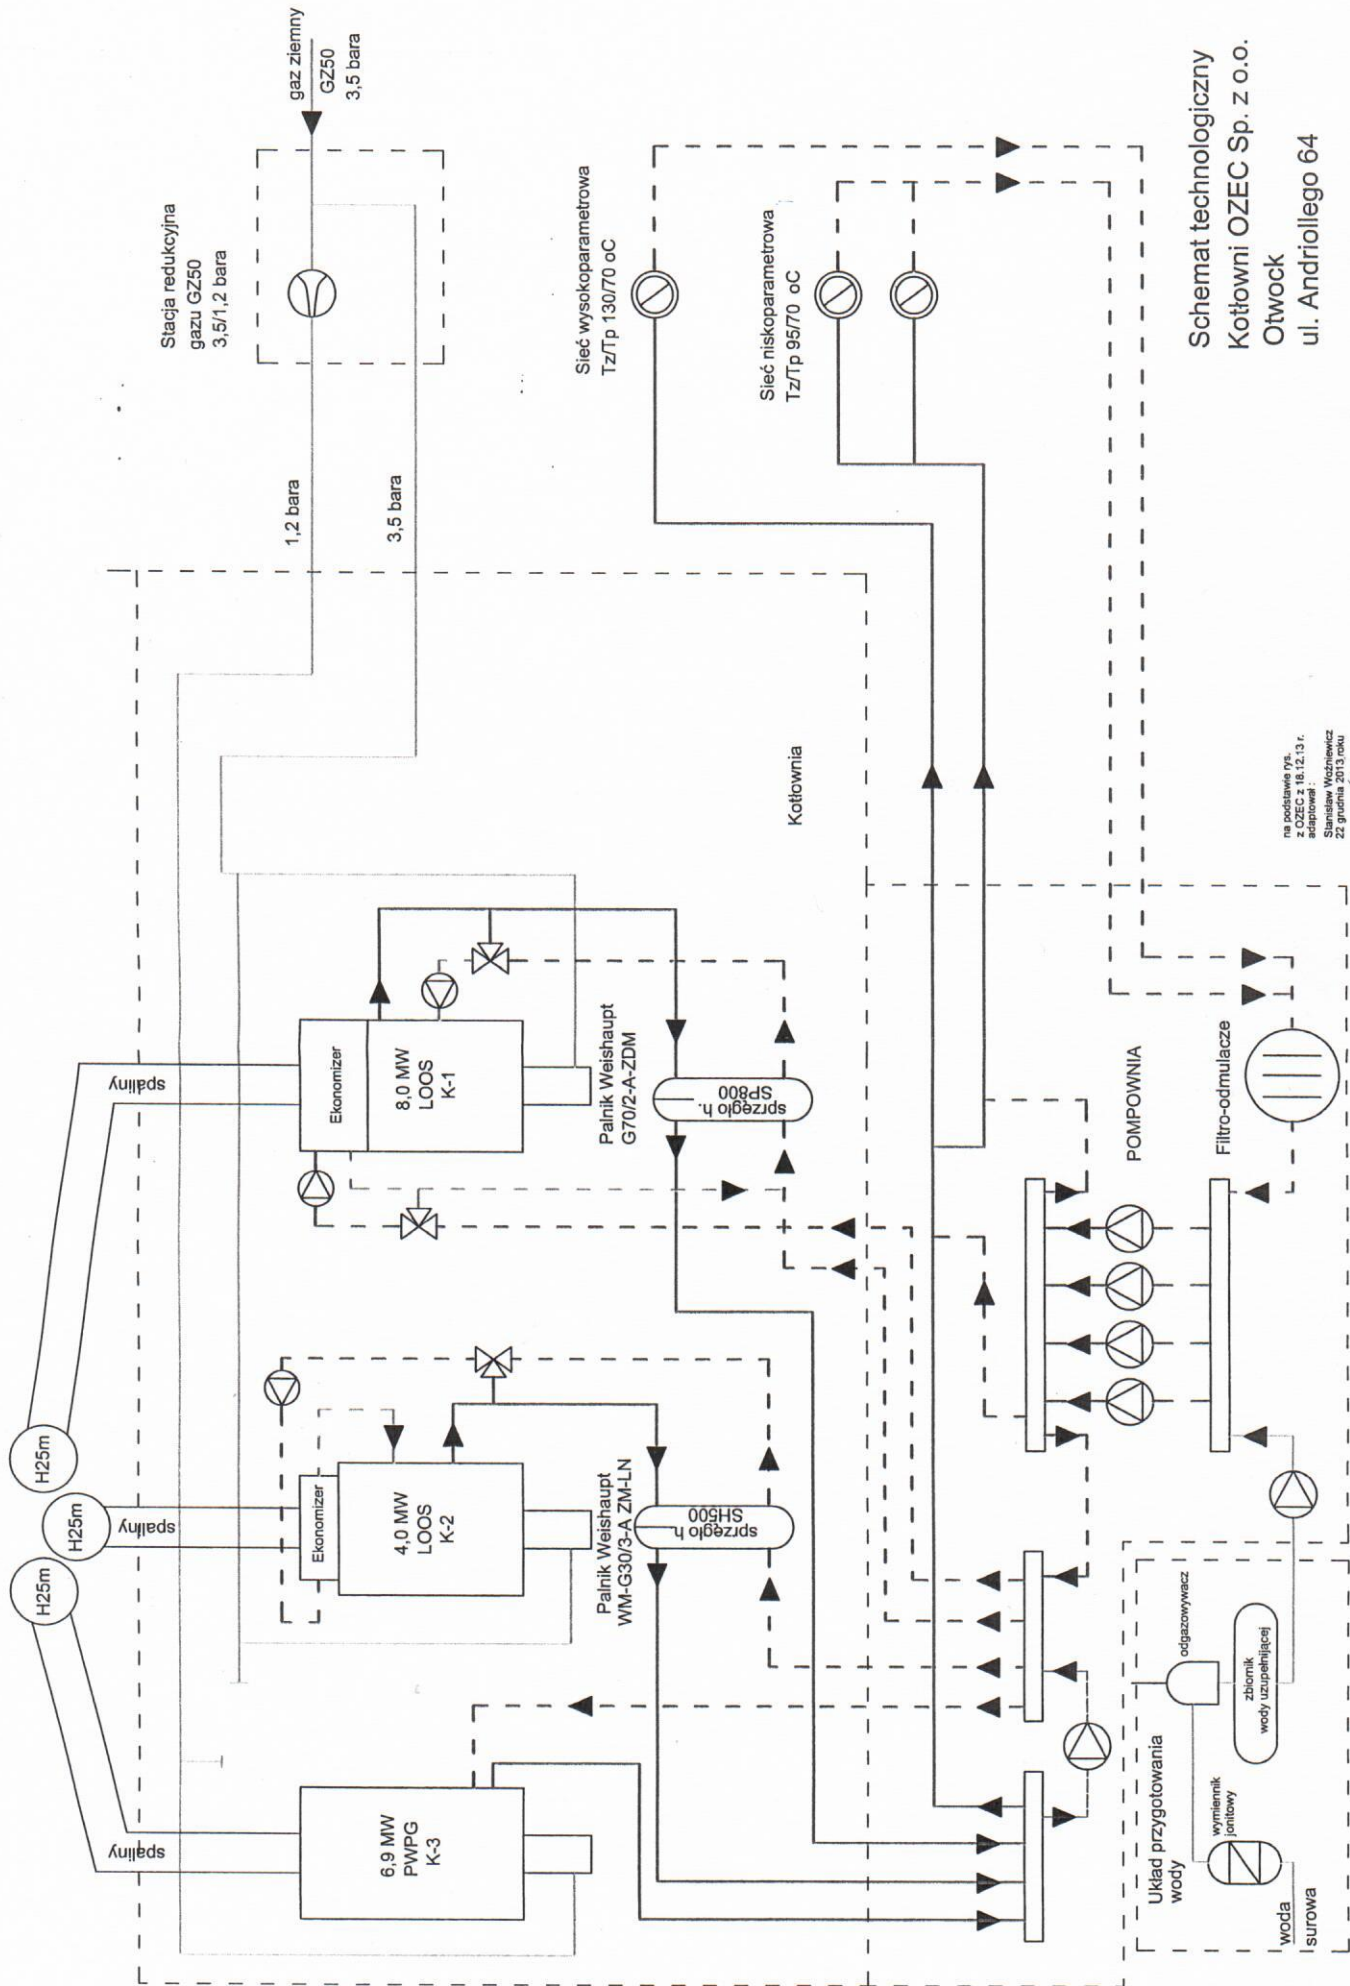 gaz ziemny
GZ50
3,5 bara
Stacja redukcyjna
gazu GZ50
3,5/1,2 bara
1,2 bara
3,5 bara
Sieć wysokoparametrowa
Tz/Tp 130/70 oC
Sieć niskoparametrowa
Tz/Tp 95/70 oC
H25m
H25m
H25m
spaliny
spaliny
spaliny
Ekonomizer
8,0 MW
LOOS
K-1
Palnik Weishaupt
G70/2-A-ZDM
sprzęgło h.
SP800
Ekonomizer
4,0 MW
LOOS
K-2
Palnik Weishaupt
WM-G30/3-A ZM-LN
sprzęgło h.
SH500
6,9 MW
PWPG
K-3
Kotłownia
POMPOWNIA
Filtro-odmulacze
Układ przygotowania
wody
wymiennik
jonitowy
odgazowywacz
zbiornik
wody uzupełnijącej
woda
surowa
na podstawie rys.
z OZEC z 18.12.13 r.
adaptował :
Stanisław Woźniewicz
22 grudnia 2013 roku
Schemat technologiczny
Kotłowni OZEC Sp. z o.o.
Otwock
ul. Andriollego 64